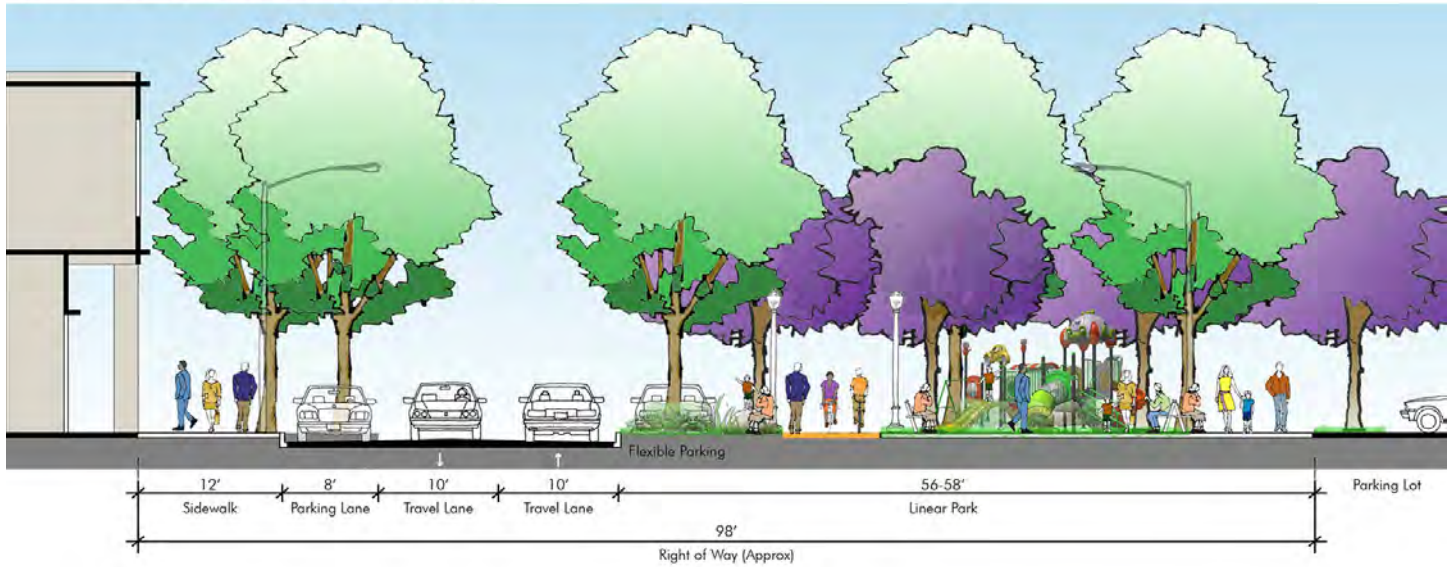 Flexible Parking
12’ 8’ 10’ 10’ 56-58’
Sidewalk Parking Lane Travel Lane Travel Lane Linear Park Parking Lot
98’
Right of Way (Approx)